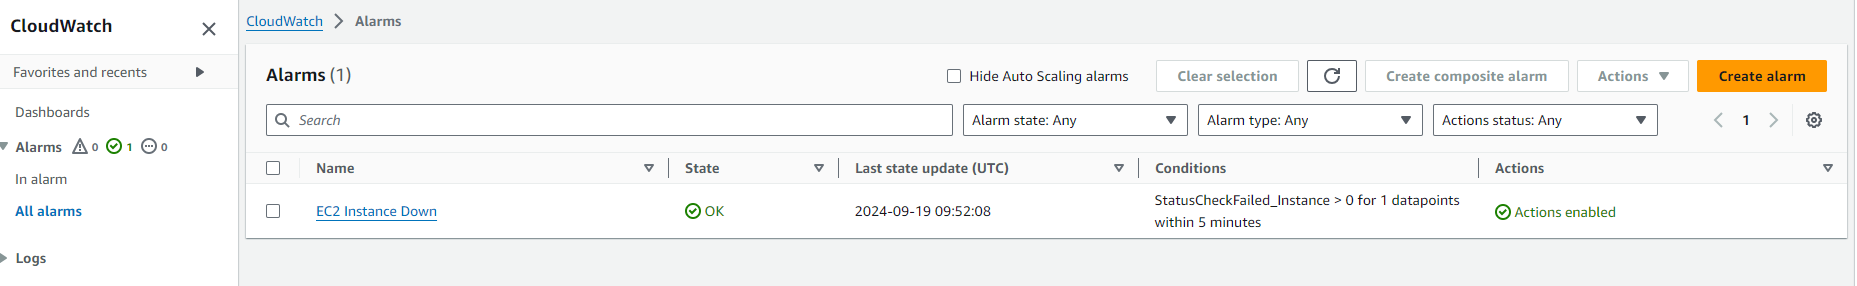 CloudWatch
Favorites and recents
Dashboards
Alarms 0 1 0
In alarm
All alarms
Logs
CloudWatch Alarms
Alarms (1)
Hide Auto Scaling alarms
Clear selection
Create composite alarm
Actions
Create alarm
Search
Alarm state: Any
Alarm type: Any
Actions status: Any
1
Name State Last state update (UTC) Conditions Actions
EC2 Instance Down OK 2024-09-19 09:52:08 StatusCheckFailed_Instance > 0 for 1 datapoints
within 5 minutes
Actions enabled